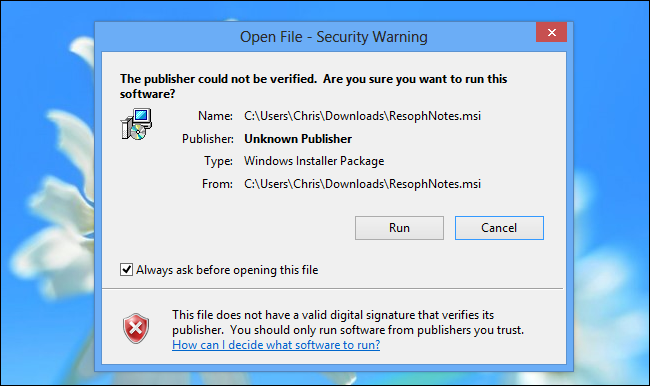 Open File - Security Warning
The publisher could not be verified.  Are you sure you want to run this
software?
Name: C:\Users\Chris\Downloads\ResophNotes.msi
Publisher: Unknown Publisher
Type: Windows Installer Package
From: C:\Users\Chris\Downloads\ResophNotes.msi
Run Cancel
Always ask before opening this file
This file does not have a valid digital signature that verifies its
publisher.  You should only run software from publishers you trust.
How can I decide what software to run?